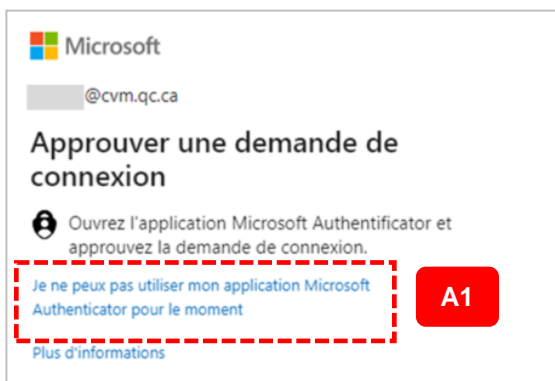 Microsoft
@cvm.qc.ca
Approuver une demande de
connexion
Ouvrez l'application Microsoft Authentificator et
approuvez la demande de connexion.
Je ne peux pas utiliser mon application Microsoft
Authenticator pour le moment
A1
Plus d'informations